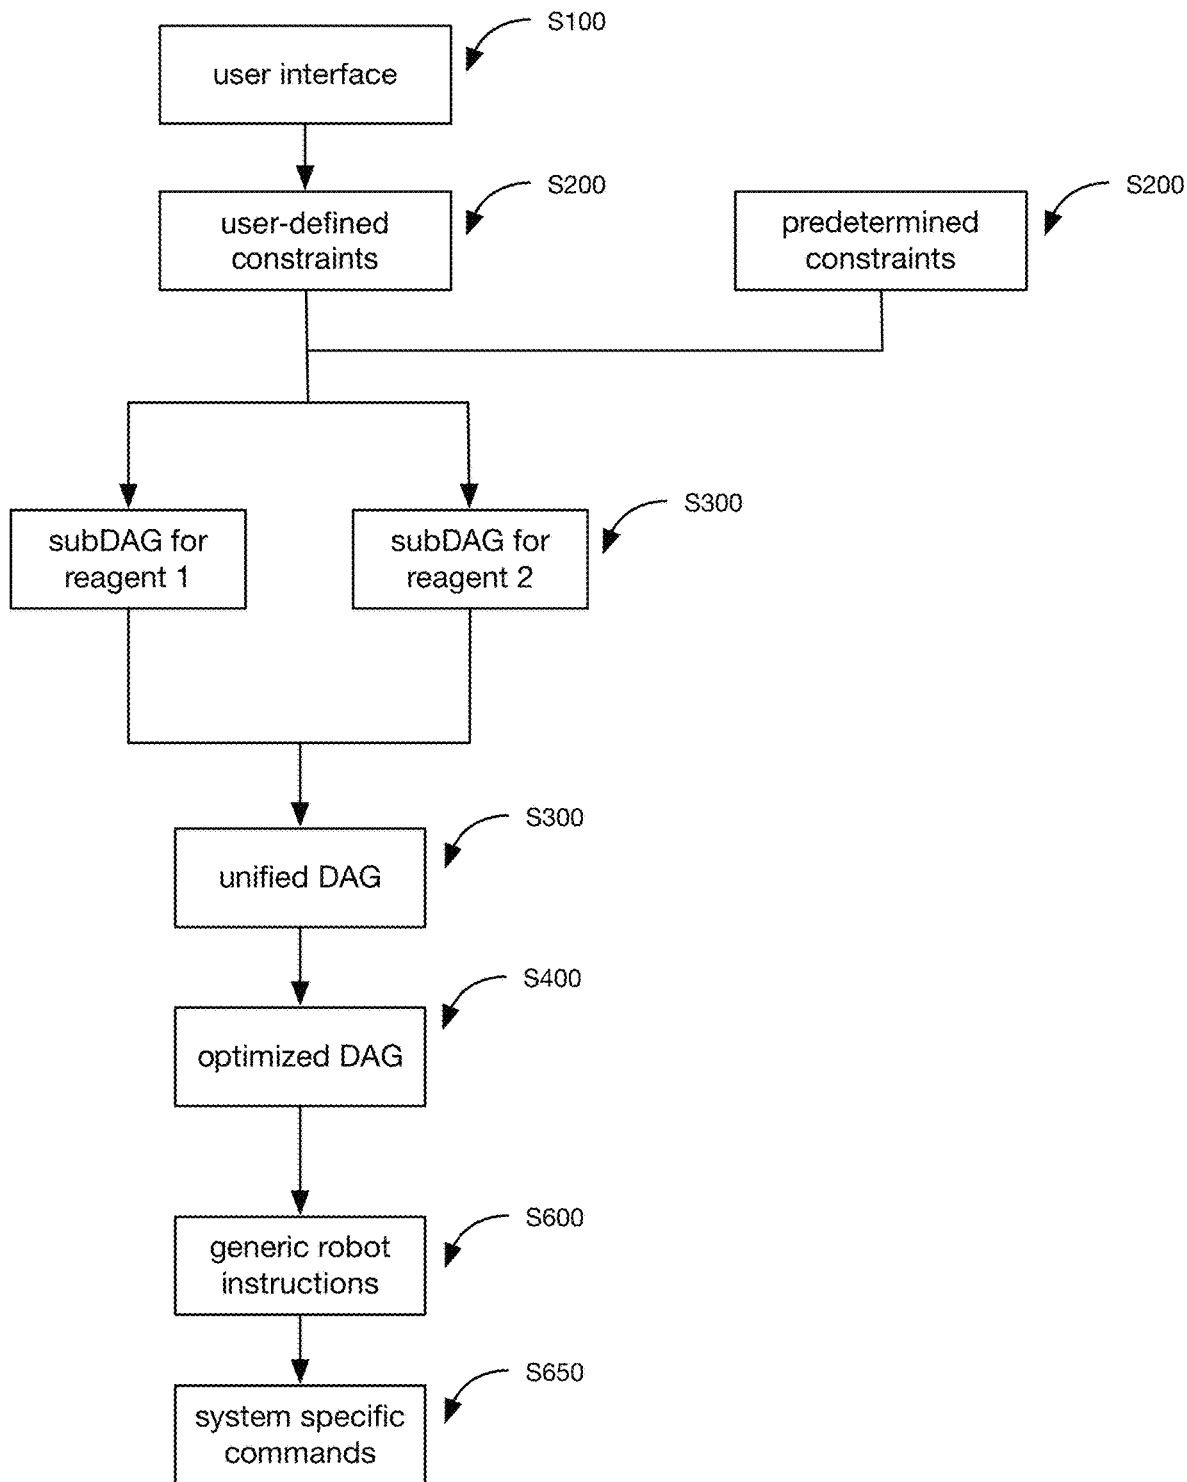 S100
user interface
S200
S200
user-defined
constraints
predetermined
constraints
S300
subDAG for
reagent 1
subDAG for
reagent 2
S300
unified DAG
S400
optimized DAG
S600
generic robot
instructions
S650
system specific
commands